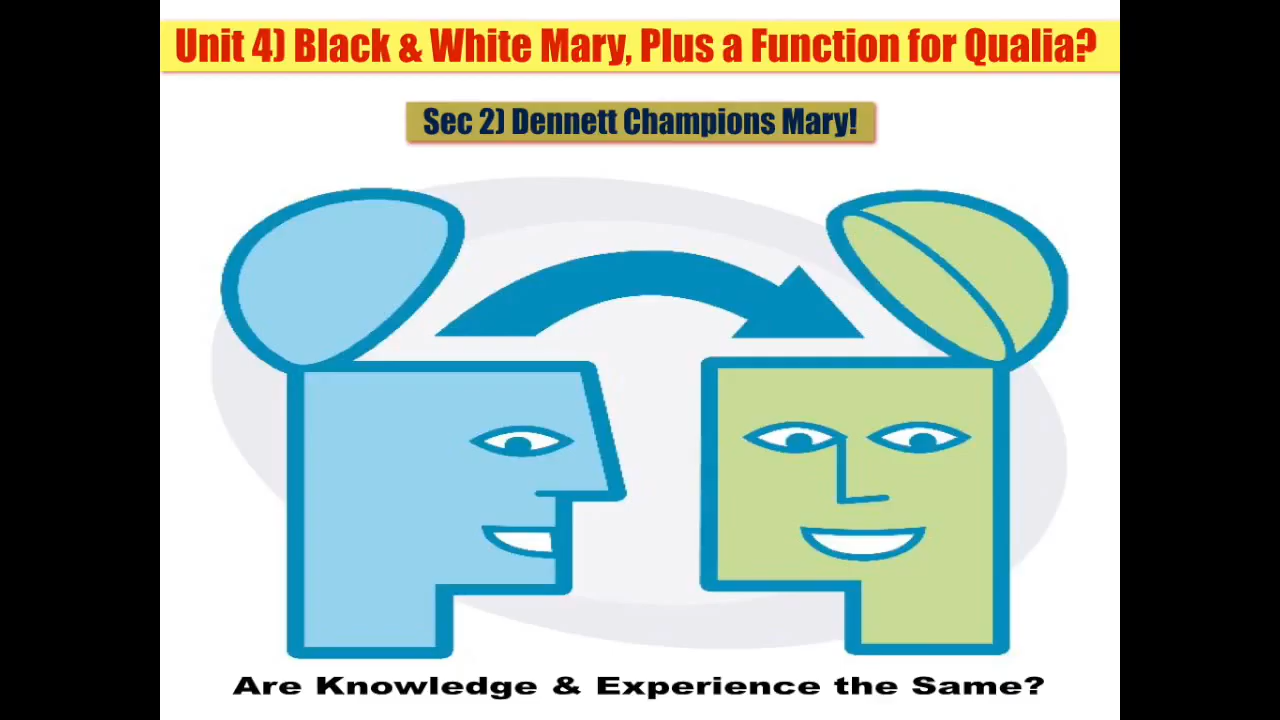 Unit 4) Black & White Mary, Plus a Function for Qualia?
Sec 2) Dennett Champions Mary!
Are Knowledge & Experience the Same?